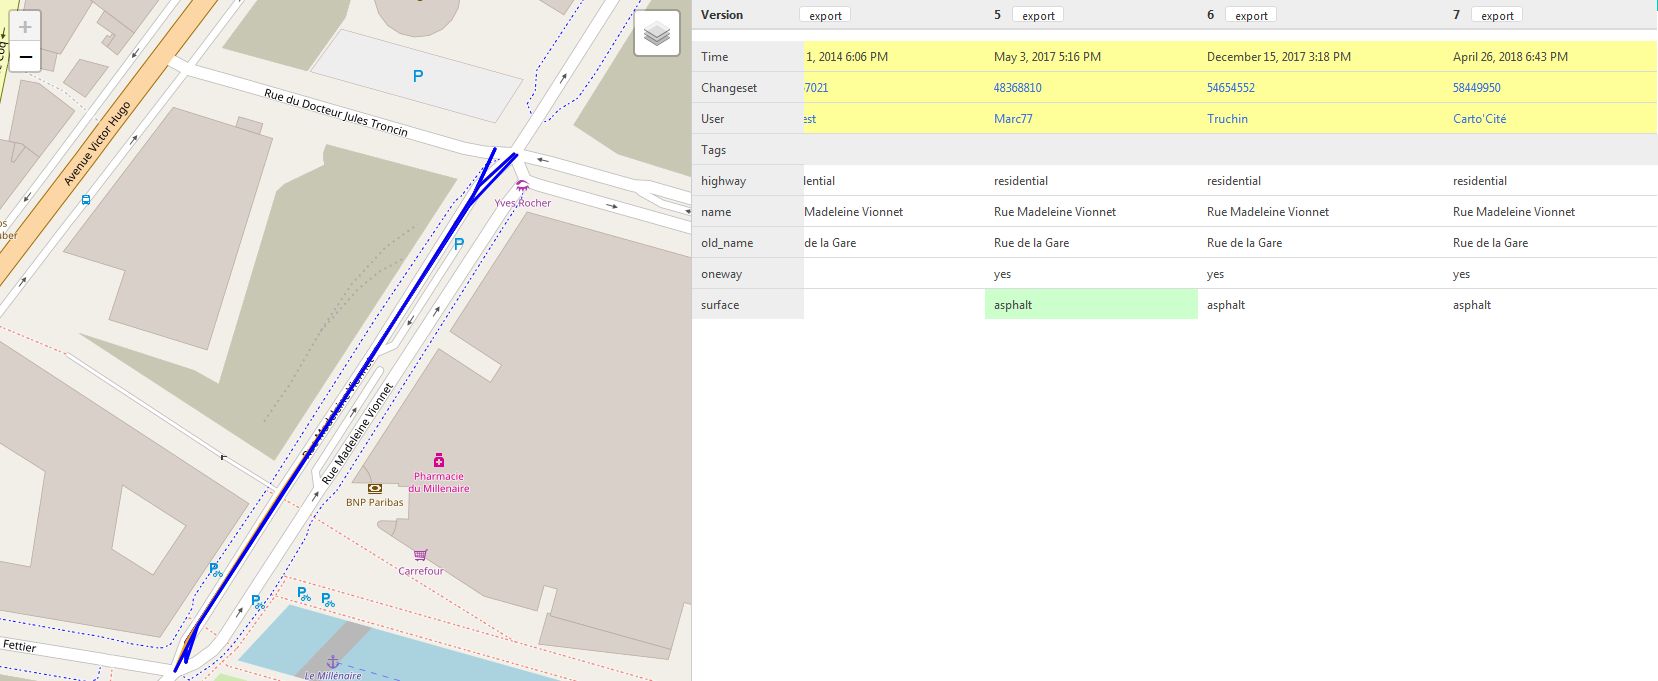 +
−
Avenue Victor Hugo
P
Rue du Docteur Jules Troncin
Yves Rocher
P
Rue Madeleine Vionnet
Rue Madeleine Vionnet
Pharmacie
du Millenaire
BNP Paribas
Carrefour
P
P
P
P
Fettier
Le Millénaire
Version export 5 export 6 export 7 export
Time 1, 2014 6:06 PM May 3, 2017 5:16 PM December 15, 2017 3:18 PM April 26, 2018 6:43 PM
Changeset 7021 48368810 54654552 58449950
User est Marc77 Truchin Carto'Cité
Tags
highway dential residential residential residential
name Madeleine Vionnet Rue Madeleine Vionnet Rue Madeleine Vionnet Rue Madeleine Vionnet
old_name de la Gare Rue de la Gare Rue de la Gare Rue de la Gare
oneway yes yes yes
surface asphalt asphalt asphalt